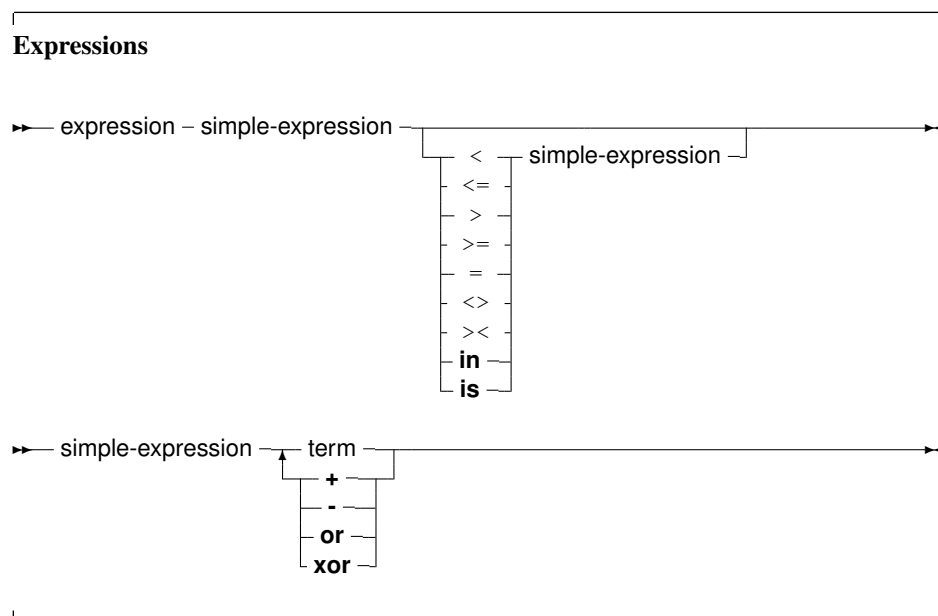 Expressions
expression simple-expression
< simple-expression
<=
>
>=
=
<>
><
in
is
simple-expression term
+
-
or
xor